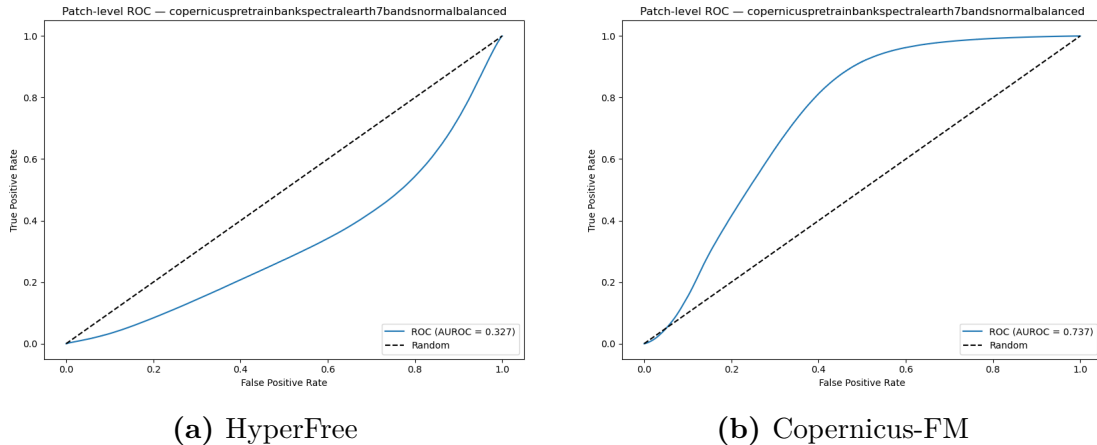 Patch-level ROC — copernicuspretrainbankspectralearth7bandsnormalbalanced
1.0
0.8
0.6
0.4
0.2
0.0
True Positive Rate
ROC (AUROC = 0.327)
Random
0.0 0.2 0.4 0.6 0.8 1.0
False Positive Rate
(a) HyperFree
Patch-level ROC — copernicuspretrainbankspectralearth7bandsnormalbalanced
1.0
0.8
0.6
0.4
0.2
0.0
True Positive Rate
ROC (AUROC = 0.737)
Random
0.0 0.2 0.4 0.6 0.8 1.0
False Positive Rate
(b) Copernicus-FM